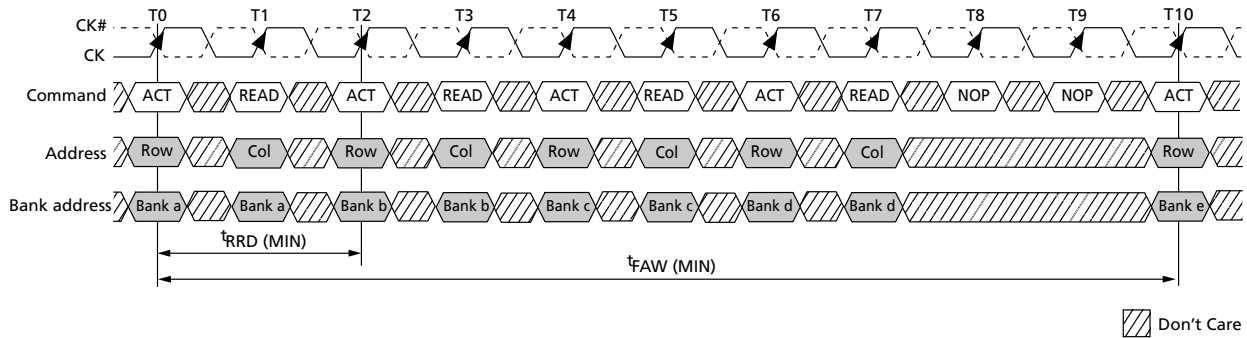 T0 T1 T2 T3 T4 T5 T6 T7 T8 T9 T10
CK#
CK
Command ACT READ ACT READ ACT READ ACT READ NOP NOP ACT
Address Row Col Row Col Row Col Row Col Row
Bank address Bank a Bank a Bank b Bank b Bank c Bank c Bank d Bank d Bank e
tRRD (MIN)
tFAW (MIN)
Don't Care